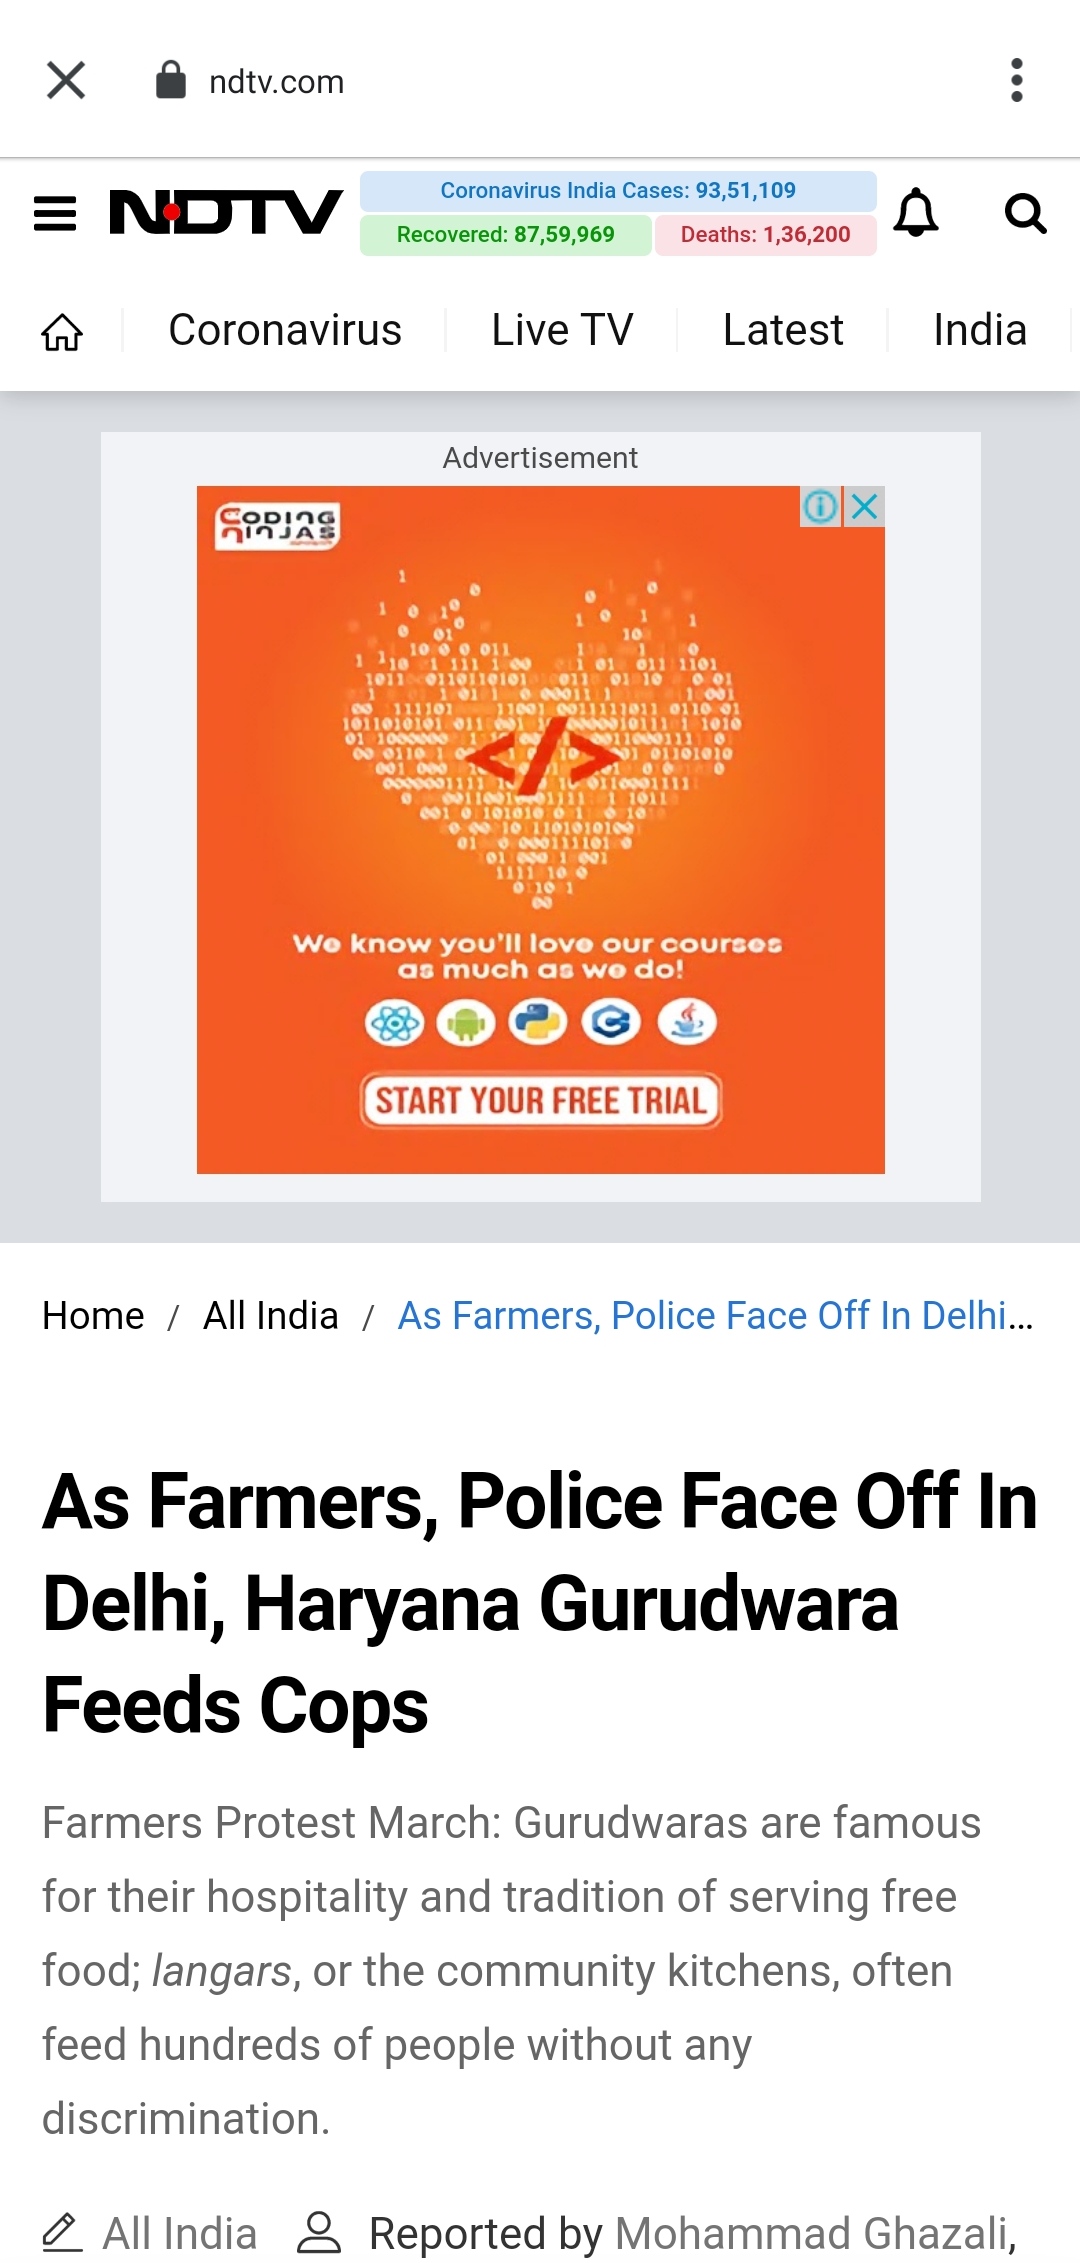 ndtv.com
NDTV
Coronavirus India Cases: 93,51,109
Recovered: 87,59,969
Deaths: 1,36,200
Coronavirus
Live TV
Latest
India
Advertisement
CODING
NINJAS
</>
We know you'll love our courses
as much as we do!
START YOUR FREE TRIAL
Home / All India / As Farmers, Police Face Off In Delhi...
As Farmers, Police Face Off In
Delhi, Haryana Gurudwara
Feeds Cops
Farmers Protest March: Gurudwaras are famous
for their hospitality and tradition of serving free
food; langars, or the community kitchens, often
feed hundreds of people without any
discrimination.
All India Reported by Mohammad Ghazali,